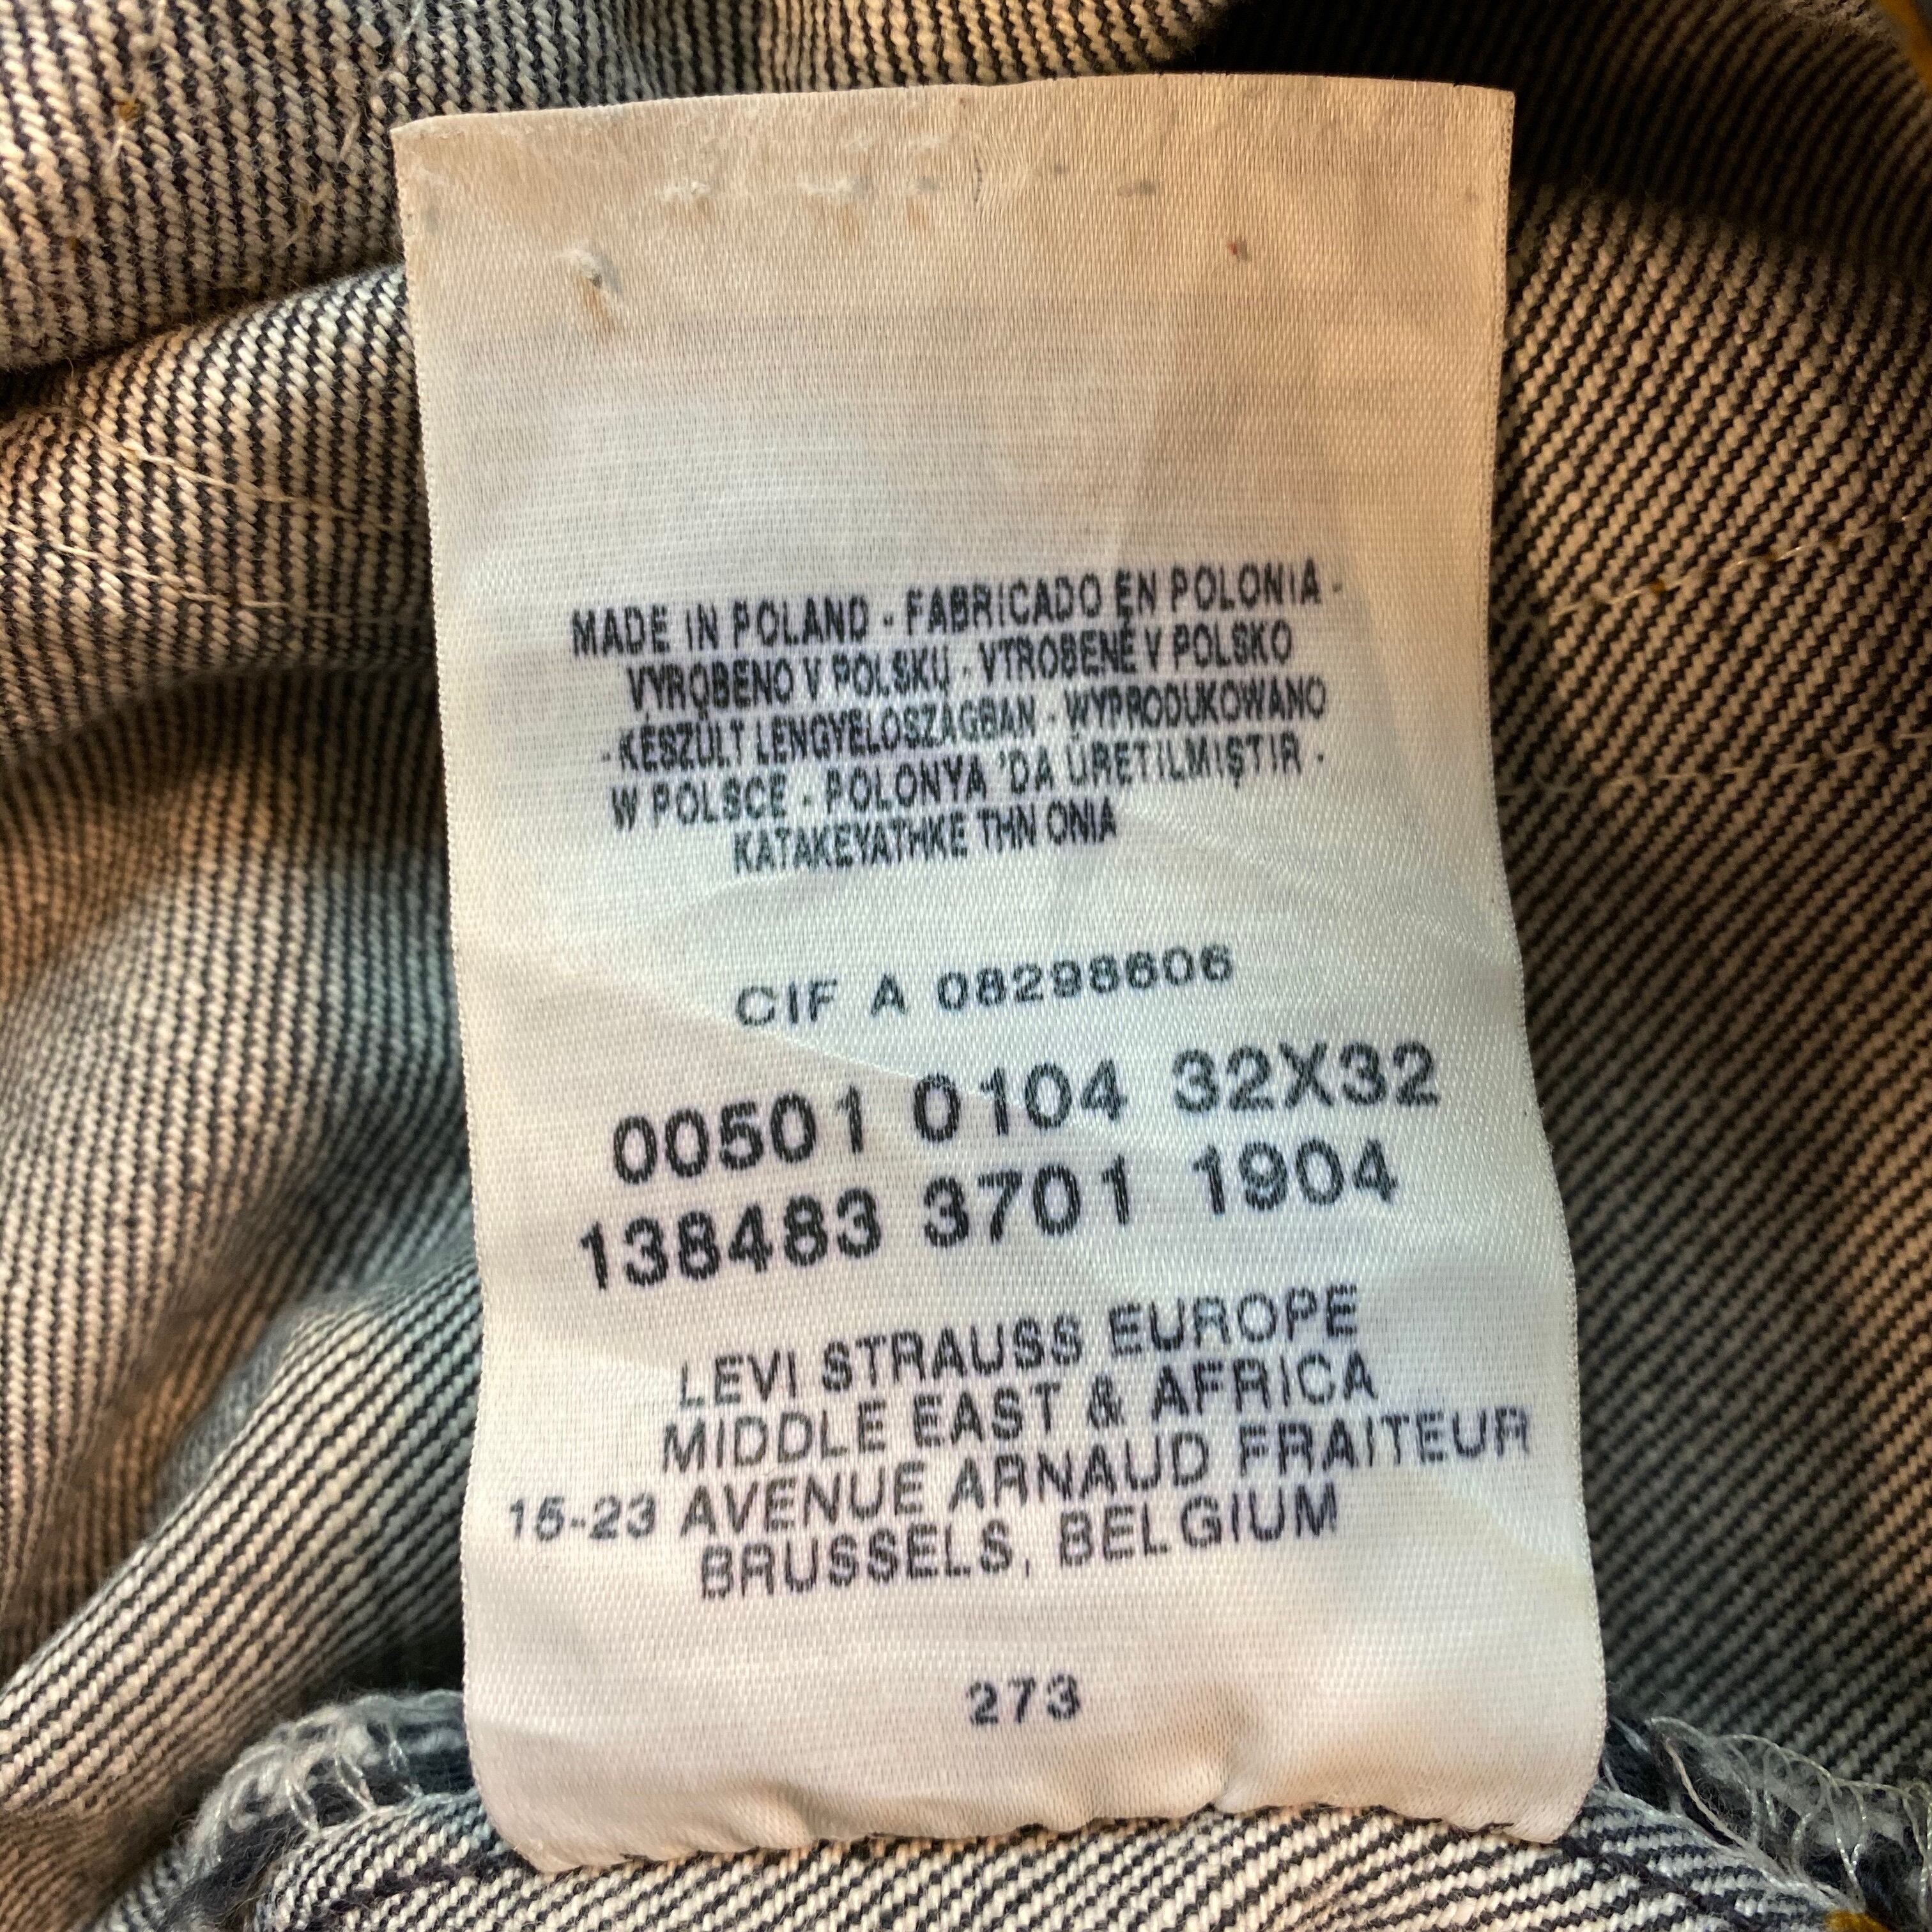 MADE IN POLAND - FABRICADO EN POLONIA -
VYROBENO V POLSKU - VTROBENÉ V POLSKO
- KÉSZULT LENGYELOSZAGBAN - WYPRODUKOWANO
W POLSCE - POLONYA 'DA ÜRETILMIŞTIR -
KATAKEYATHKE THN ONIA
CIF A 08298606
00501 0104 32X32
138483 3701 1904
LEVI STRAUSS EUROPE
MIDDLE EAST & AFRICA
15-23 AVENUE ARNAUD FRAITEUR
BRUSSELS, BELGIUM
273